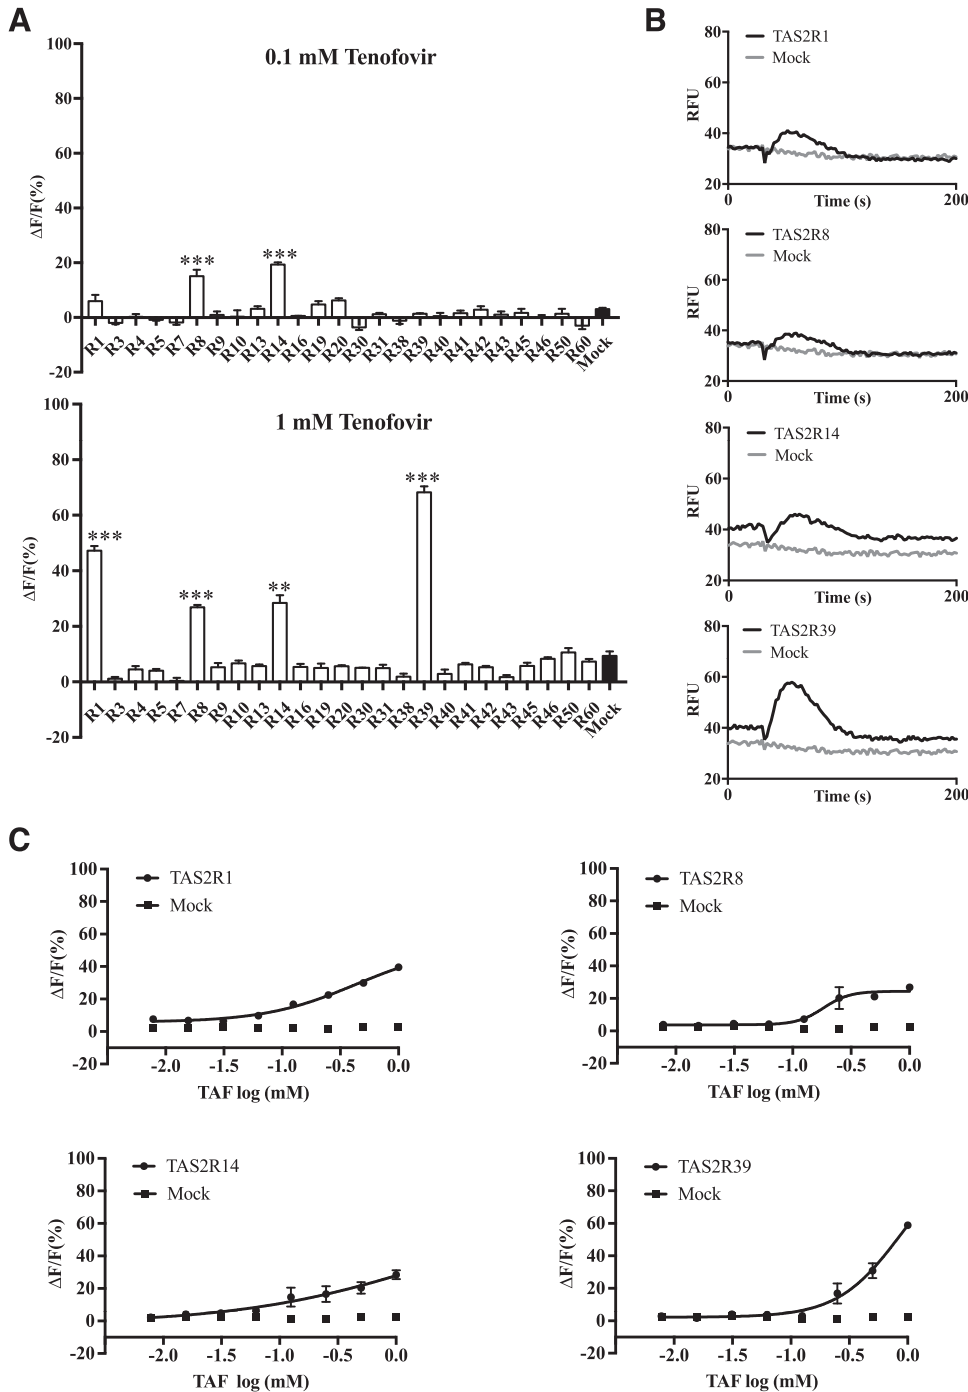 A
0.1 mM Tenofovir
100
80
60
40
20
0
-20
ΔF/F(%)
*** ***
R1 R3 R4 R5 R7 R8 R9 R10 R13 R14 R16 R19 R20 R30 R31 R38 R39 R40 R41 R42 R43 R45 R46 R50 R60 Mock
1 mM Tenofovir
100
80
60
40
20
0
-20
ΔF/F(%)
*** *** ** ***
R1 R3 R4 R5 R7 R8 R9 R10 R13 R14 R16 R19 R20 R30 R31 R38 R39 R40 R41 R42 R43 R45 R46 R50 R60 Mock
B
TAS2R1
Mock
80
60
40
20
RFU
0 Time (s) 200
TAS2R8
Mock
80
60
40
20
RFU
0 Time (s) 200
TAS2R14
Mock
80
60
40
20
RFU
0 Time (s) 200
TAS2R39
Mock
80
60
40
20
RFU
0 Time (s) 200
C
TAS2R1
Mock
100
80
60
40
20
0
-20
ΔF/F(%)
-2.0 -1.5 -1.0 -0.5 0.0
TAF log (mM)
TAS2R8
Mock
100
80
60
40
20
0
-20
ΔF/F(%)
-2.0 -1.5 -1.0 -0.5 0.0
TAF log (mM)
TAS2R14
Mock
100
80
60
40
20
0
-20
ΔF/F(%)
-2.0 -1.5 -1.0 -0.5 0.0
TAF log (mM)
TAS2R39
Mock
100
80
60
40
20
0
-20
ΔF/F(%)
-2.0 -1.5 -1.0 -0.5 0.0
TAF log (mM)